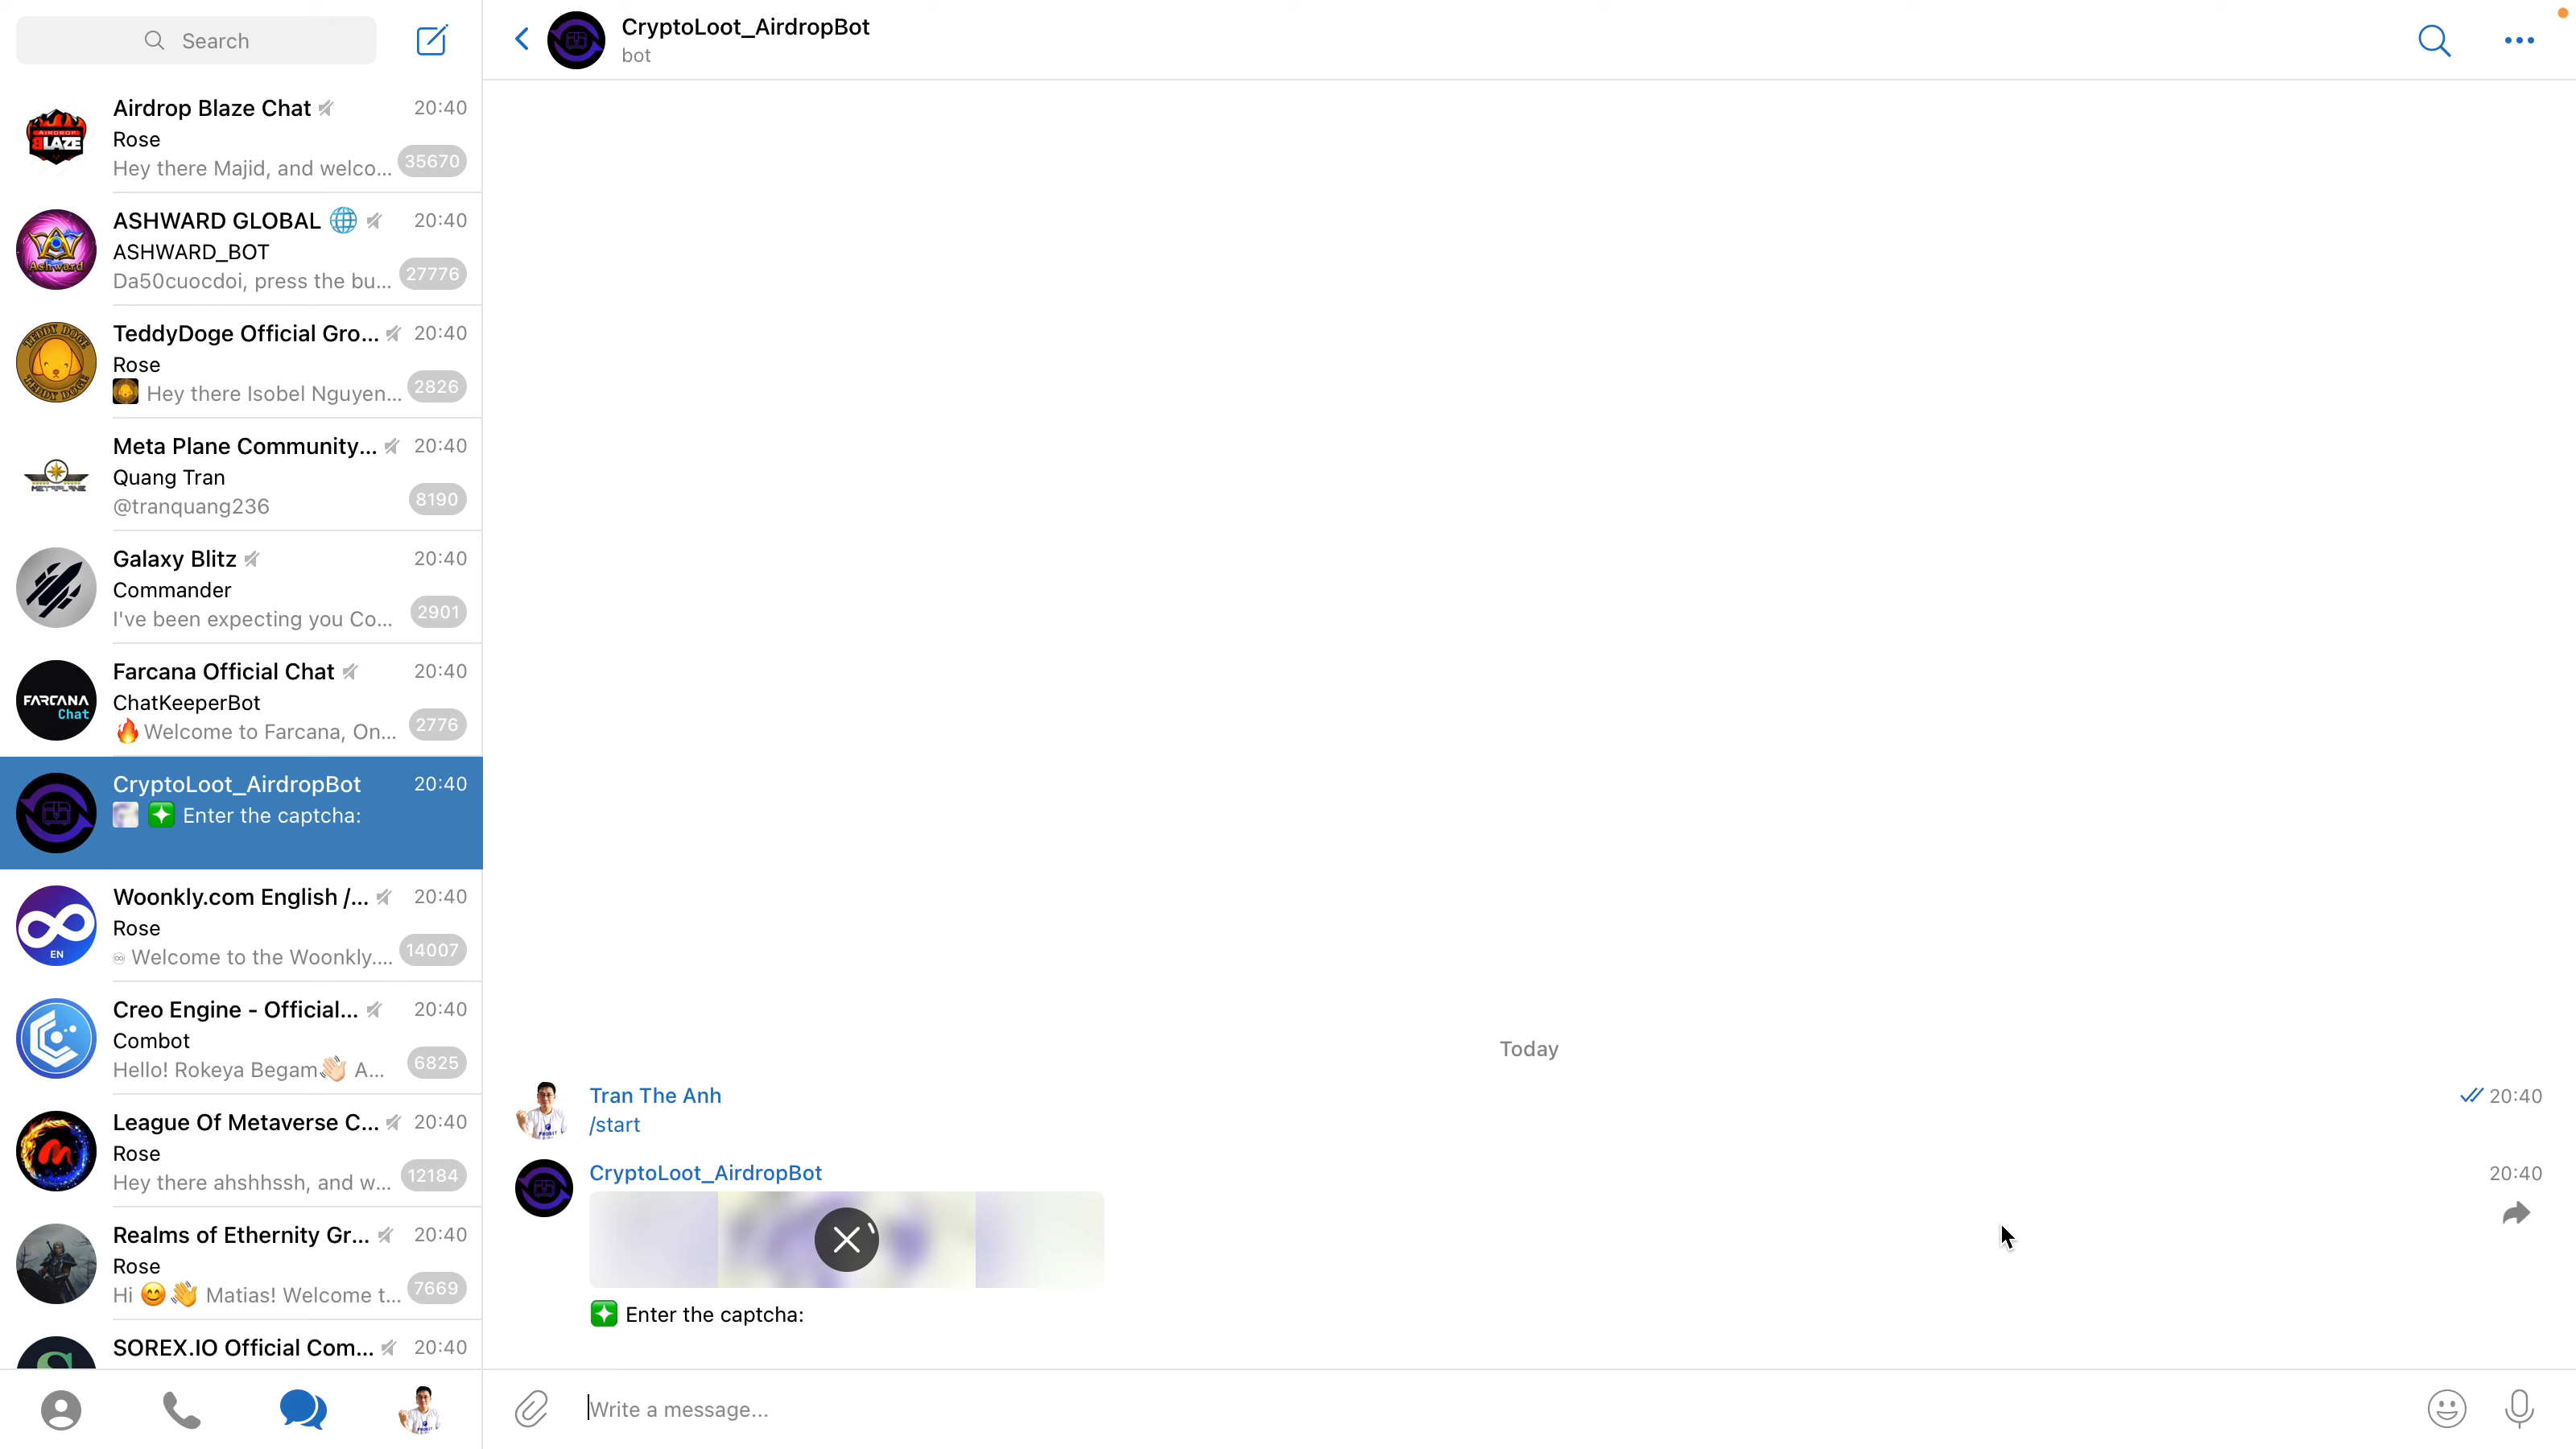 Search
Airdrop Blaze Chat 20:40
Rose
Hey there Majid, and welco... 35670
ASHWARD GLOBAL 🌐 20:40
ASHWARD_BOT
Da50cuocdoi, press the bu... 27776
TeddyDoge Official Gro... 20:40
Rose
Hey there Isobel Nguyen... 2826
Meta Plane Community... 20:40
Quang Tran
@tranquang236 8190
Galaxy Blitz 20:40
Commander
I've been expecting you Co... 2901
Farcana Official Chat 20:40
ChatKeeperBot
🔥Welcome to Farcana, On... 2776
FARCANA
Chat
CryptoLoot_AirdropBot 20:40
❇️ Enter the captcha:
Woonkly.com English /... 20:40
Rose
♾ Welcome to the Woonkly.... 14007
EN
Creo Engine - Official... 20:40
Combot
Hello! Rokeya Begam👋🏻 A... 6825
League Of Metaverse C... 20:40
Rose
Hey there ahshhssh, and w... 12184
Realms of Ethernity Gr... 20:40
Rose
Hi 😊 👋 Matias! Welcome t... 7669
SOREX.IO Official Com... 20:40
CryptoLoot_AirdropBot
bot
Today
Tran The Anh 20:40
/start
CryptoLoot_AirdropBot 20:40
❇️ Enter the captcha:
Write a message...